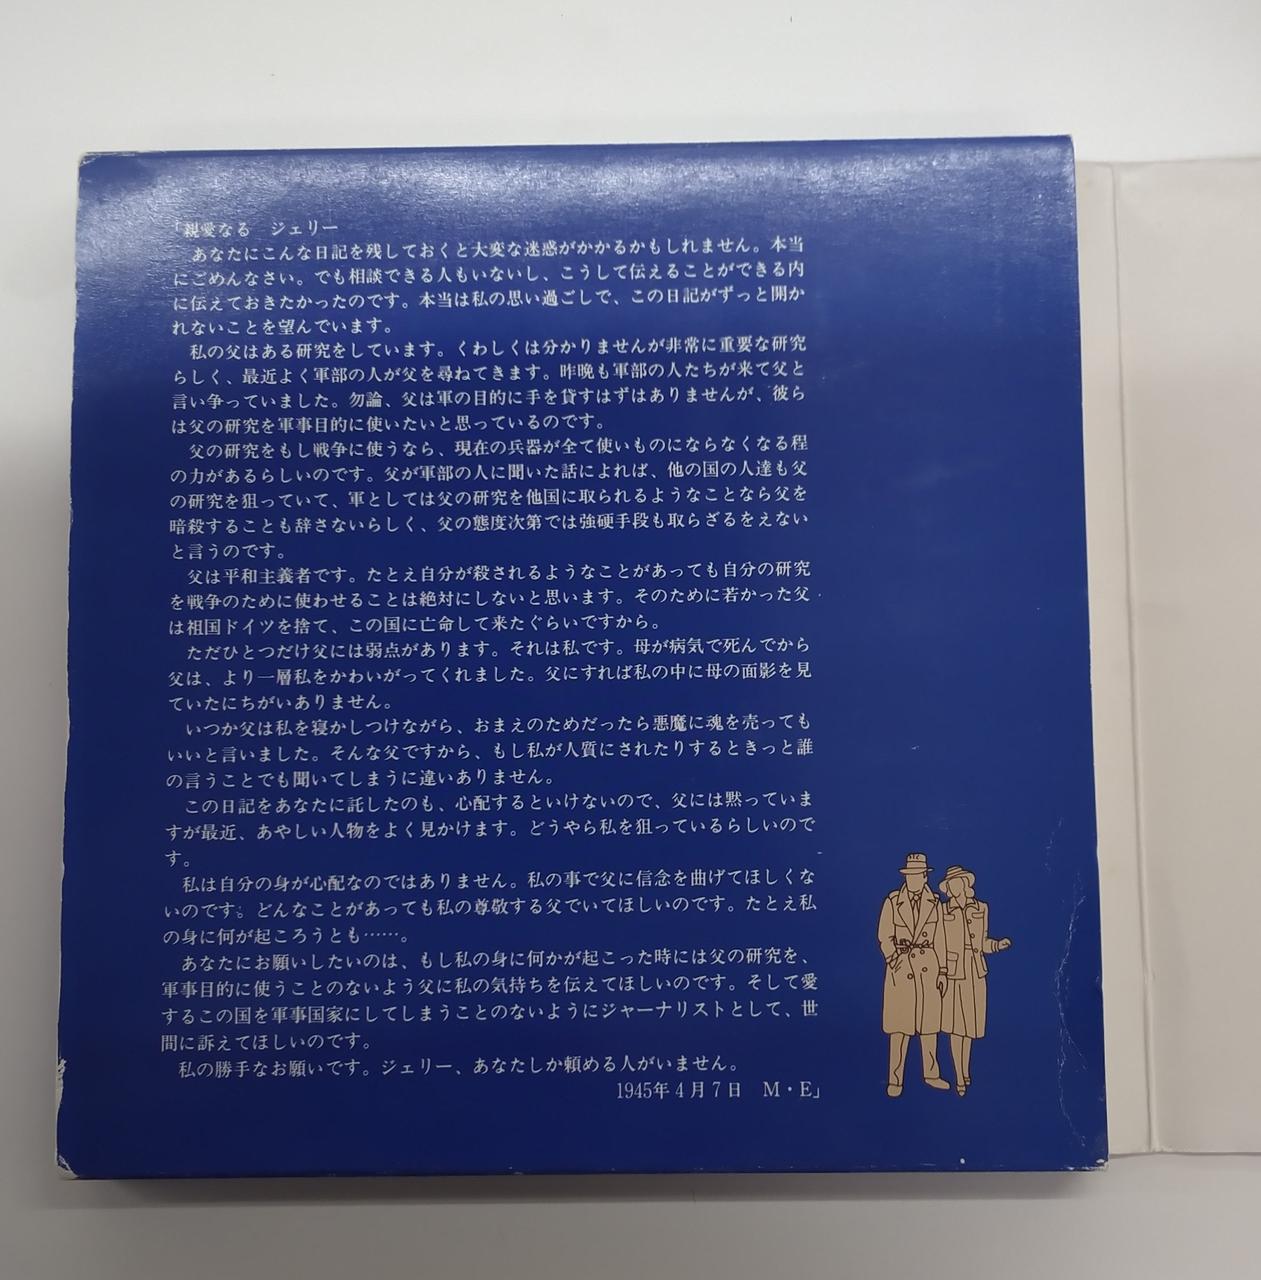 「親愛なる　ジェリー
　あなたにこんな日記を残しておくと大変な迷惑がかかるかもしれません。本当
にごめんなさい。でも相談できる人もいないし、こうして伝えることができる内
に伝えておきたかったのです。本当は私の思い過ごしで、この日記がずっと開か
れないことを望んでいます。
　私の父はある研究をしています。くわしくは分かりませんが非常に重要な研究
らしく、最近よく軍部の人が父を尋ねてきます。昨晩も軍部の人たちが来て父と
言い争っていました。勿論、父は軍の目的に手を貸すはずはありませんが、彼ら
は父の研究を軍事目的に使いたいと思っているのです。
　父の研究をもし戦争に使うなら、現在の兵器が全て使いものにならなくなる程
の力があるらしいのです。父が軍部の人に聞いた話によれば、他の国の人達も父
の研究を狙っていて、軍としては父の研究を他国に取られるようなことなら父を
暗殺することも辞さないらしく、父の態度次第では強硬手段も取らざるをえない
と言うのです。
　父は平和主義者です。たとえ自分が殺されるようなことがあっても自分の研究
を戦争のために使わせることは絶対にしないと思います。そのために若かった父
は祖国ドイツを捨て、この国に亡命して来たぐらいですから。
　ただひとつだけ父には弱点があります。それは私です。母が病気で死んでから
父は、より一層私をかわいがってくれました。父にすれば私の中に母の面影を見
ていたにちがいありません。
　いつか父は私を寝かしつけながら、おまえのためだったら悪魔に魂を売っても
いいと言いました。そんな父ですから、もし私が人質にされたりするときっと誰
の言うことでも聞いてしまうに違いありません。
　この日記をあなたに託したのも、心配するといけないので、父には黙っていま
すが最近、あやしい人物をよく見かけます。どうやら私を狙っているらしいので
す。
　私は自分の身が心配なのではありません。私の事で父に信念を曲げてほしくな
いのです。どんなことがあっても私の尊敬する父でいてほしいのです。たとえ私
の身に何が起ころうとも……。
　あなたにお願いしたいのは、もし私の身に何かが起こった時には父の研究を、
軍事目的に使うことのないよう父に私の気持ちを伝えてほしいのです。そして愛
するこの国を軍事国家にしてしまうことのないようにジャーナリストとして、世
間に訴えてほしいのです。
　私の勝手なお願いです。ジェリー、あなたしか頼める人がいません。
1945年4月7日　M・E」